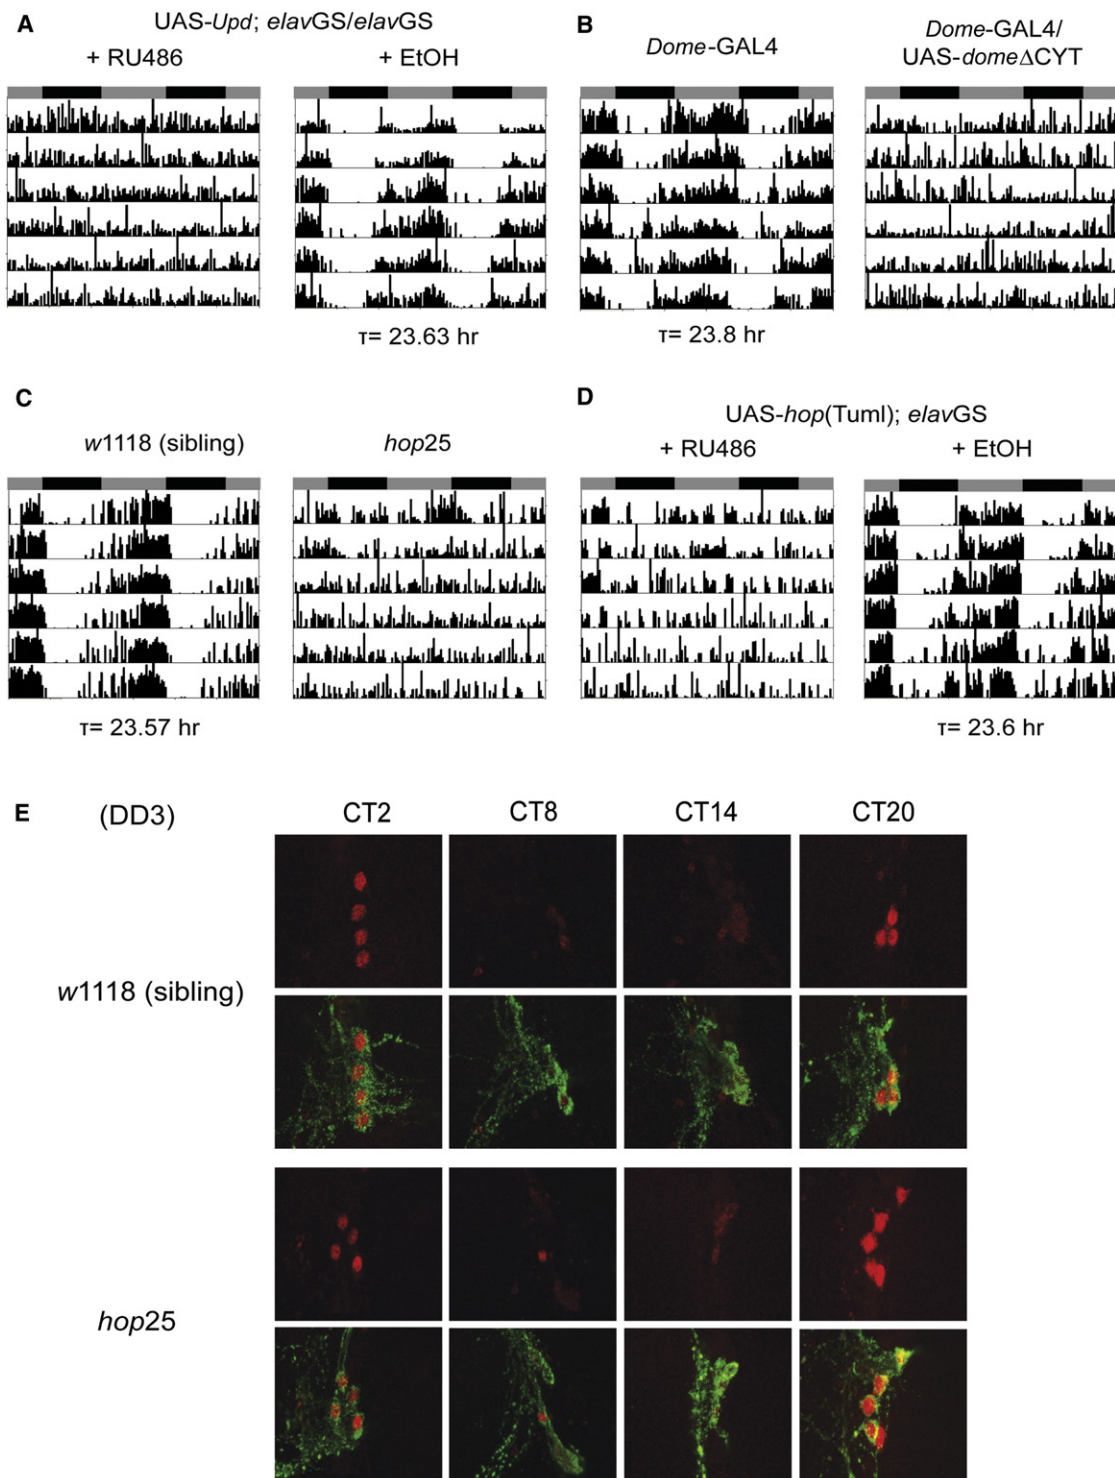 A
UAS-Upd; elavGS/elavGS
+ RU486
+ EtOH
τ= 23.63 hr
B
Dome-GAL4
Dome-GAL4/
UAS-domeΔCYT
τ= 23.8 hr
C
w1118 (sibling)
hop25
τ= 23.57 hr
D
UAS-hop(Tuml); elavGS
+ RU486
+ EtOH
τ= 23.6 hr
E
(DD3)
CT2
CT8
CT14
CT20
w1118 (sibling)
hop25